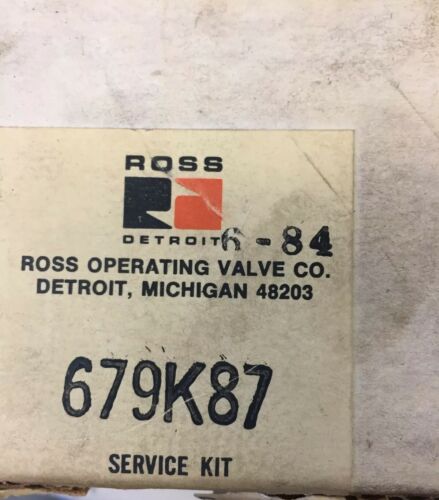 ROSS
DETROIT 6-84
ROSS OPERATING VALVE CO.
DETROIT, MICHIGAN 48203
679K87
SERVICE KIT